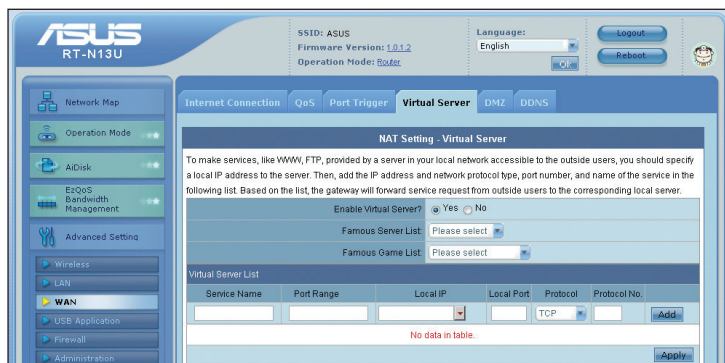 ASUS
RT-N13U
SSID: ASUS
Firmware Version: 1.0.1.2
Operation Mode: Router
Language:
English
OK
Logout
Reboot
Network Map
Operation Mode
AiDisk
EzQoS
Bandwidth
Management
Advanced Setting
Wireless
LAN
WAN
USB Application
Firewall
Administration
Internet Connection QoS Port Trigger Virtual Server DMZ DDNS
NAT Setting - Virtual Server
To make services, like WWW, FTP, provided by a server in your local network accessible to the outside users, you should specify
a local IP address to the server. Then, add the IP address and network protocol type, port number, and name of the service in the
following list. Based on the list, the gateway will forward service request from outside users to the corresponding local server.
Enable Virtual Server? Yes No
Famous Server List: Please select
Famous Game List: Please select
Virtual Server List
Service Name Port Range Local IP Local Port Protocol Protocol No.
TCP Add
No data in table.
Apply